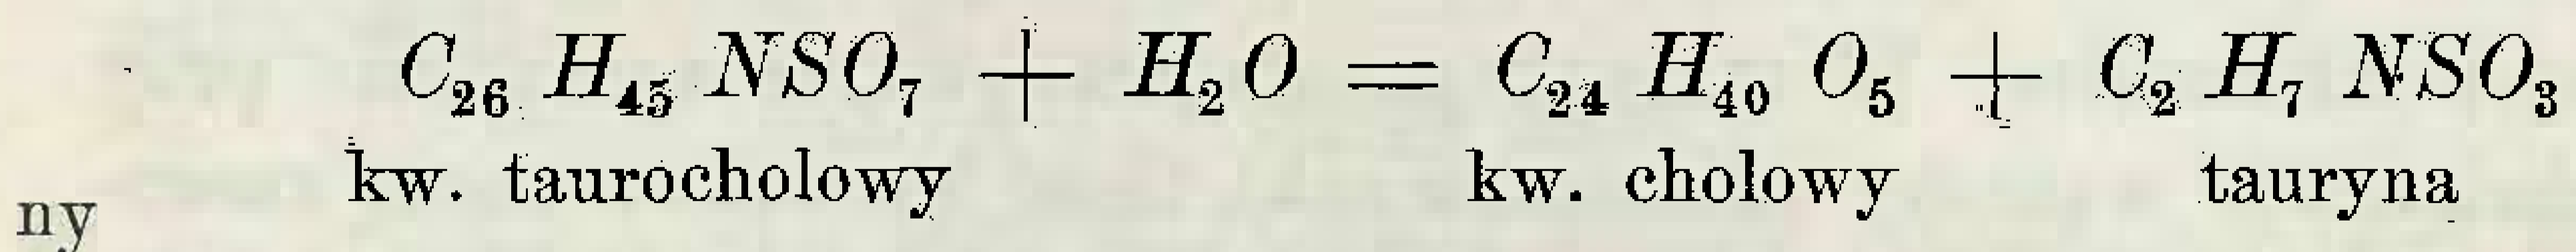 C₂₆ H₄₅ NSO₇ + H₂O = C₂₄ H₄₀ O₅ + C₂ H₇ NSO₃
kw. taurocholowy kw. cholowy tauryna
ny